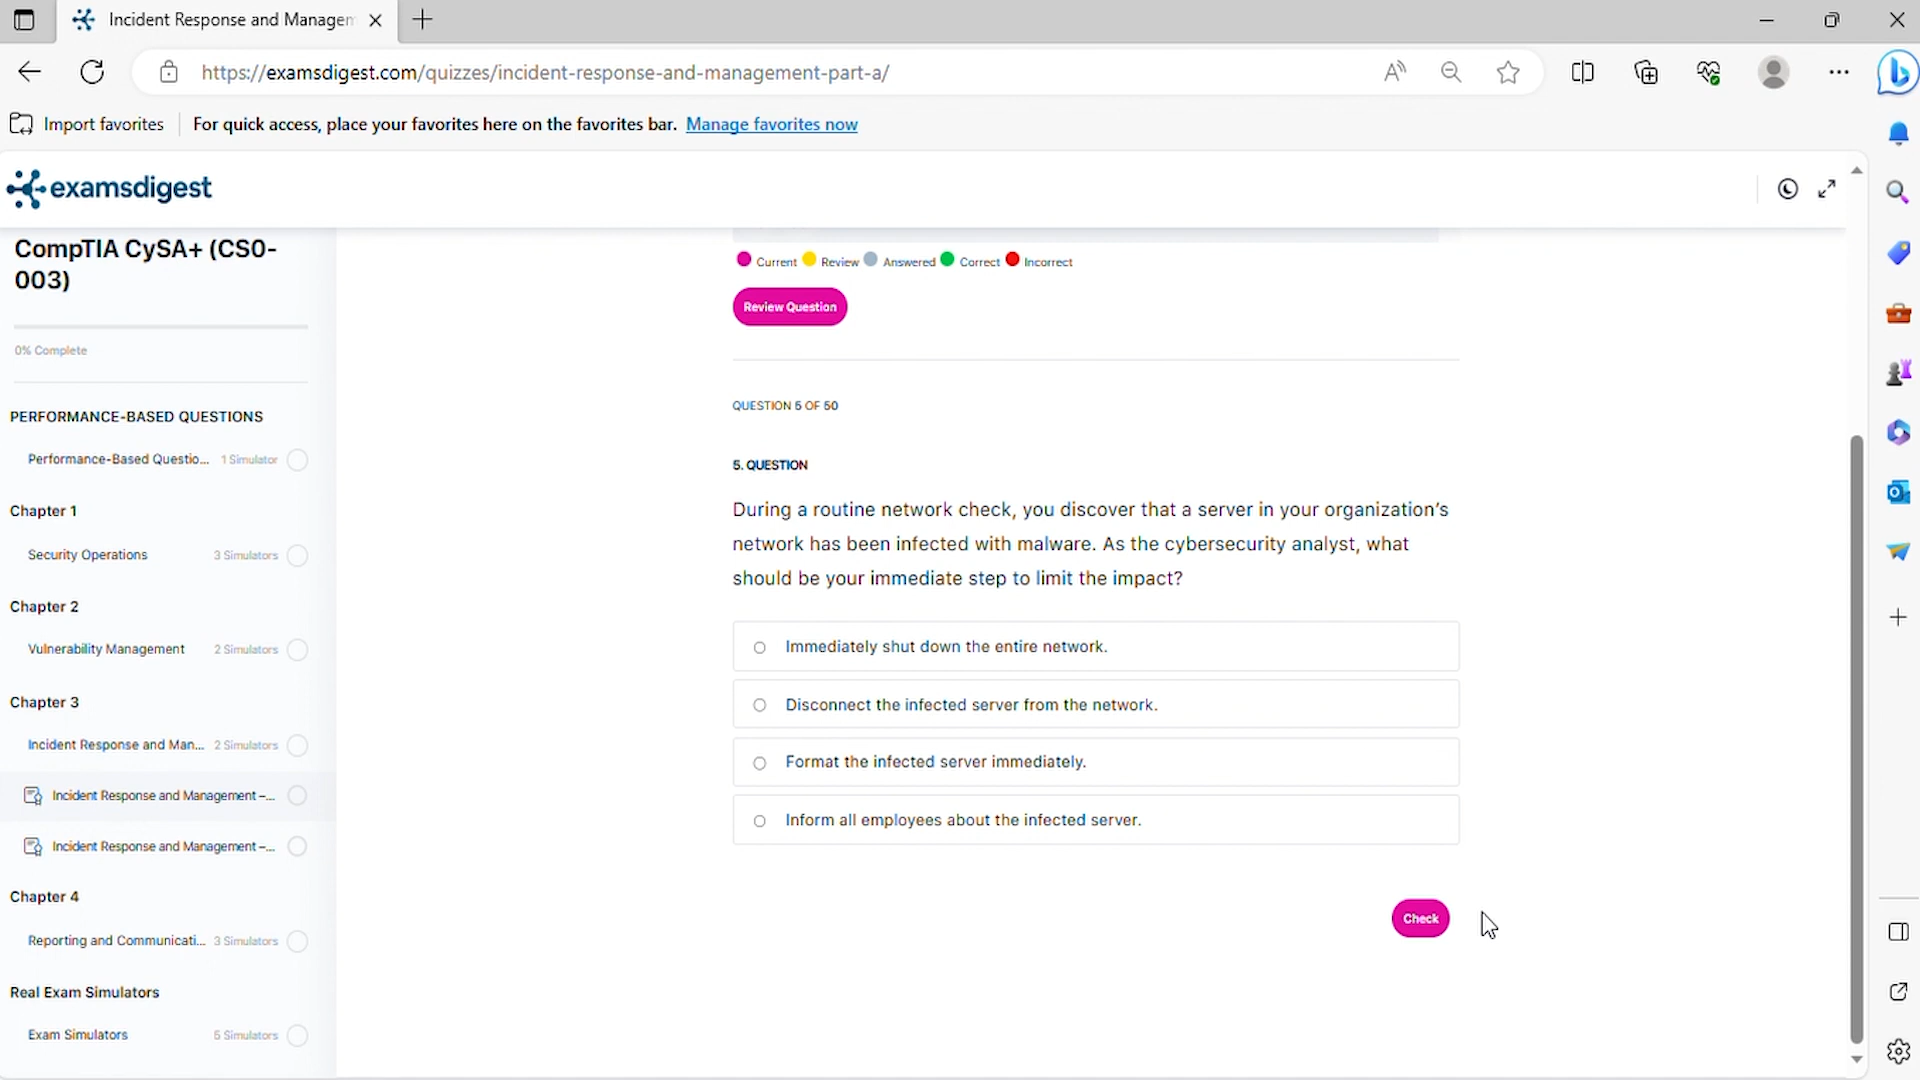 Incident Response and Managem
https://examsdigest.com/quizzes/incident-response-and-management-part-a/
Import favorites
For quick access, place your favorites here on the favorites bar. Manage favorites now
examsdigest
CompTIA CySA+ (CS0-
003)
0% Complete
PERFORMANCE-BASED QUESTIONS
Performance-Based Questio... 1 Simulator
Chapter 1
Security Operations 3 Simulators
Chapter 2
Vulnerability Management 2 Simulators
Chapter 3
Incident Response and Man... 2 Simulators
Incident Response and Management –...
Incident Response and Management –...
Chapter 4
Reporting and Communicati... 3 Simulators
Real Exam Simulators
Exam Simulators 5 Simulators
Current Review Answered Correct Incorrect
Review Question
QUESTION 5 OF 50
5. QUESTION
During a routine network check, you discover that a server in your organization’s
network has been infected with malware. As the cybersecurity analyst, what
should be your immediate step to limit the impact?
Immediately shut down the entire network.
Disconnect the infected server from the network.
Format the infected server immediately.
Inform all employees about the infected server.
Check